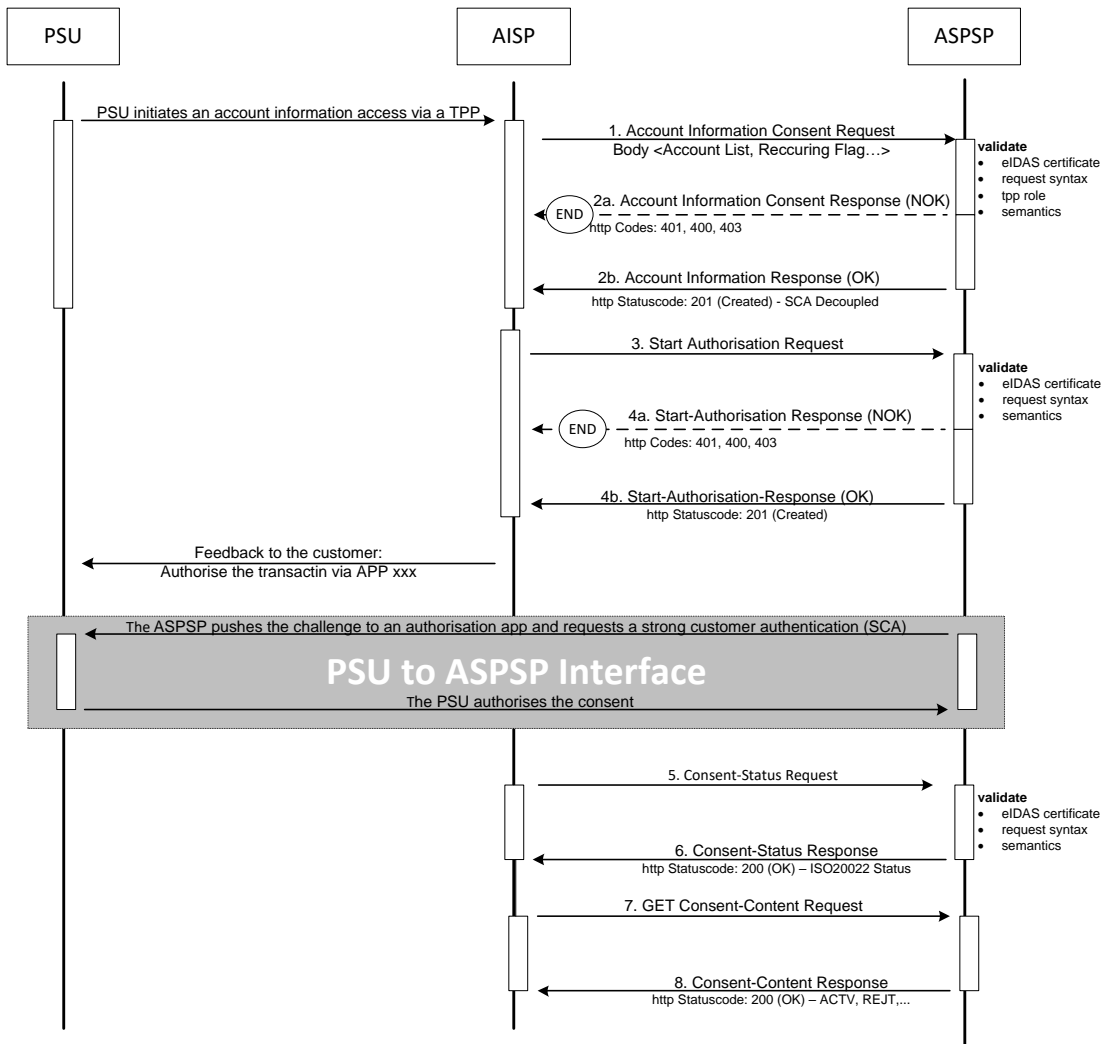 PSU
AISP
ASPSP
PSU initiates an account information access via a TPP
1. Account Information Consent Request
Body <Account List, Reccuring Flag…>
validate
• eIDAS certificate
• request syntax
• tpp role
• semantics
2a. Account Information Consent Response (NOK)
END
http Codes: 401, 400, 403
2b. Account Information Response (OK)
http Statuscode: 201 (Created) - SCA Decoupled
3. Start Authorisation Request
validate
• eIDAS certificate
• request syntax
• semantics
4a. Start-Authorisation Response (NOK)
END
http Codes: 401, 400, 403
4b. Start-Authorisation-Response (OK)
http Statuscode: 201 (Created)
Feedback to the customer:
Authorise the transactin via APP xxx
The ASPSP pushes the challenge to an authorisation app and requests a strong customer authentication (SCA)
PSU to ASPSP Interface
The PSU authorises the consent
5. Consent-Status Request
validate
• eIDAS certificate
• request syntax
• semantics
6. Consent-Status Response
http Statuscode: 200 (OK) – ISO20022 Status
7. GET Consent-Content Request
8. Consent-Content Response
http Statuscode: 200 (OK) – ACTV, REJT,...